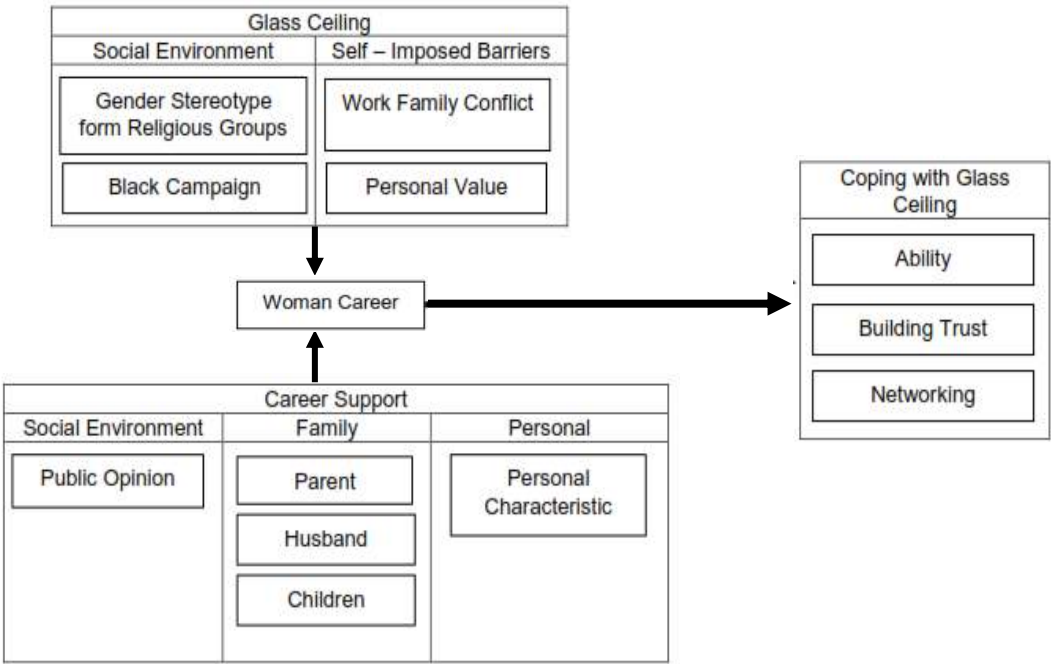 Glass Ceiling
Social Environment
Self – Imposed Barriers
Gender Stereotype
form Religious Groups
Work Family Conflict
Black Campaign
Personal Value
Coping with Glass
Ceiling
Ability
Building Trust
Networking
Woman Career
Career Support
Social Environment
Family
Personal
Public Opinion
Parent
Husband
Children
Personal
Characteristic